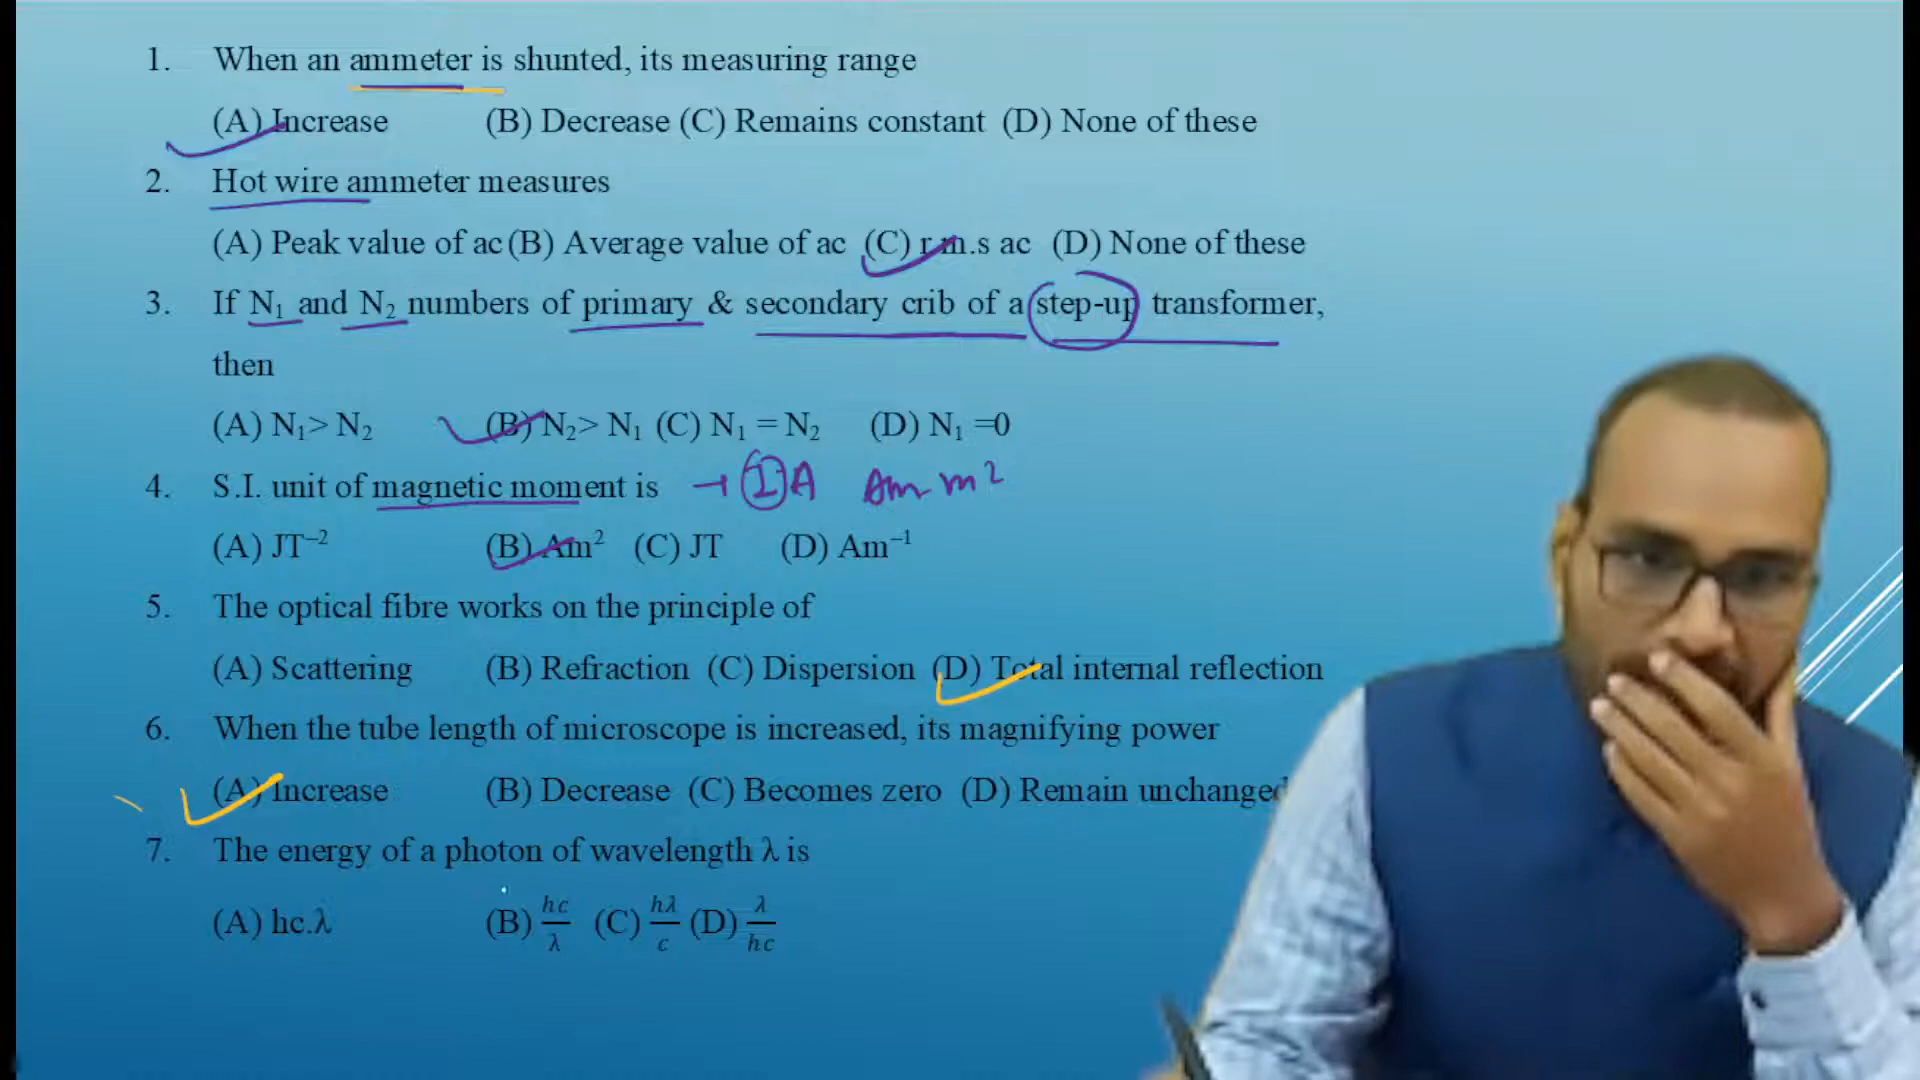 1. When an ammeter is shunted, its measuring range
(A) Increase (B) Decrease (C) Remains constant (D) None of these
2. Hot wire ammeter measures
(A) Peak value of ac (B) Average value of ac (C) r.m.s ac (D) None of these
3. If N₁ and N₂ numbers of primary & secondary crib of a step-up transformer,
then
(A) N₁> N₂ (B) N₂> N₁ (C) N₁ = N₂ (D) N₁ =0
4. S.I. unit of magnetic moment is → IA Am m²
(A) JT⁻² (B) Am² (C) JT (D) Am⁻¹
5. The optical fibre works on the principle of
(A) Scattering (B) Refraction (C) Dispersion (D) Total internal reflection
6. When the tube length of microscope is increased, its magnifying power
(A) Increase (B) Decrease (C) Becomes zero (D) Remain unchanged
7. The energy of a photon of wavelength λ is
(A) hc.λ (B) hc/λ (C) hλ/c (D) λ/hc